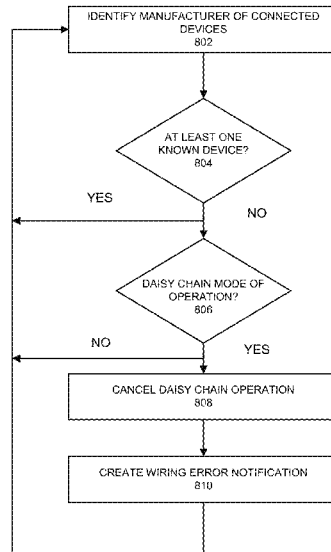 IDENTIFY MANUFACTURER OF CONNECTED
DEVICES
802
AT LEAST ONE
KNOWN DEVICE?
804
YES
NO
DAISY CHAIN MODE OF
OPERATION?
806
NO
YES
CANCEL DAISY CHAIN OPERATION
808
CREATE WIRING ERROR NOTIFICATION
810